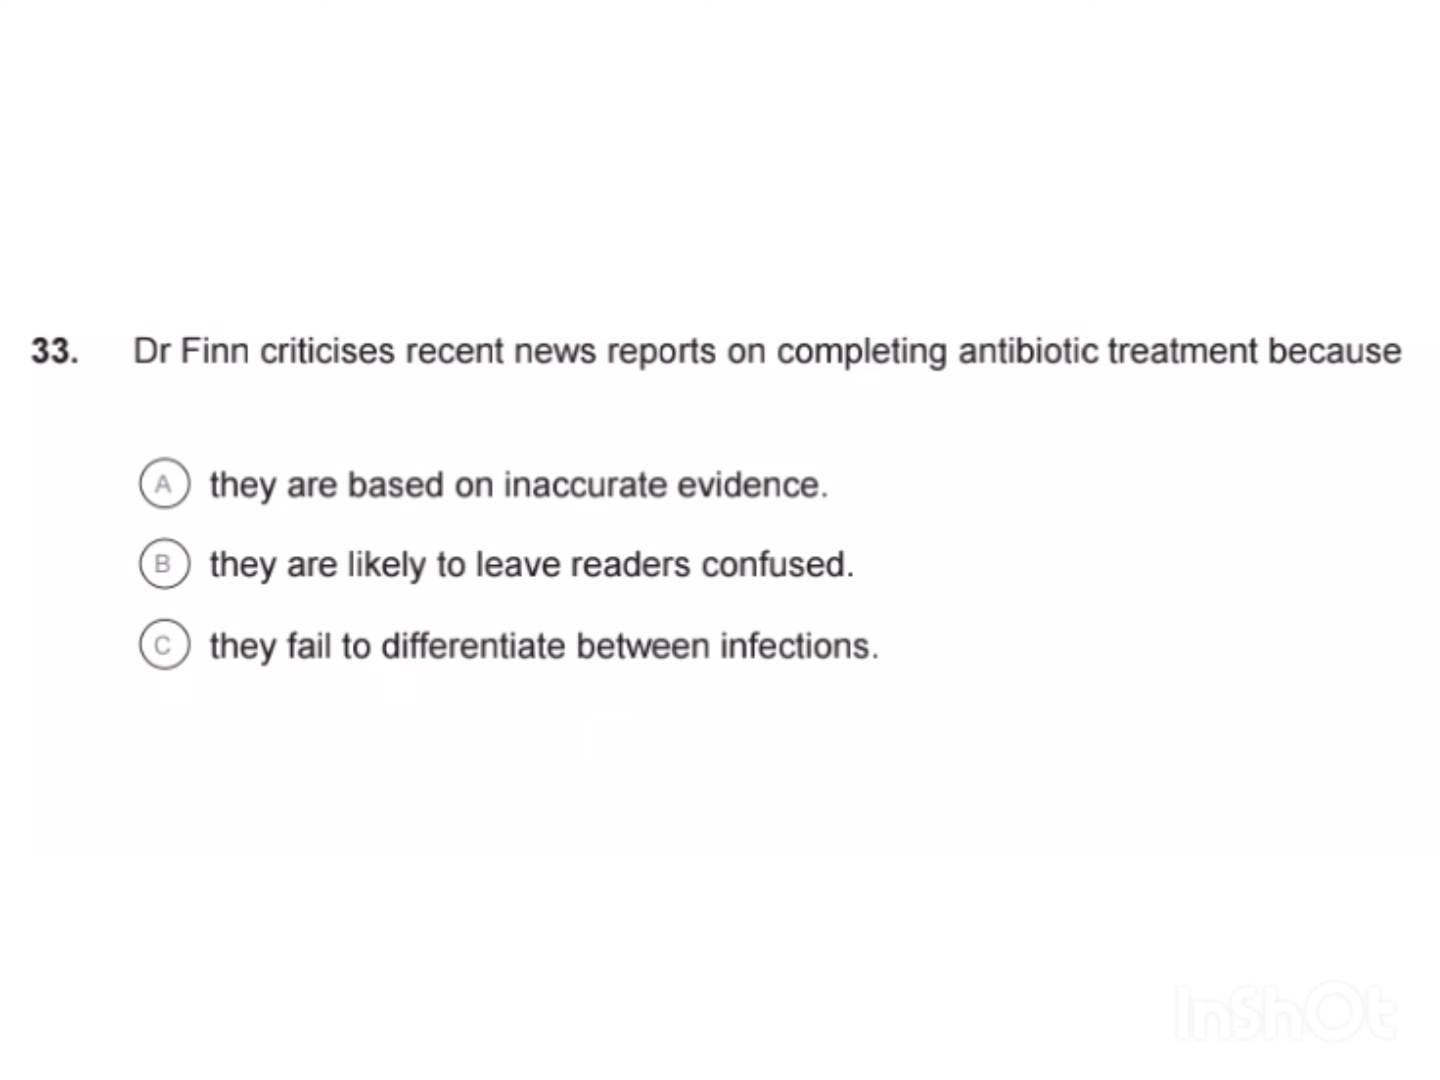 33. Dr Finn criticises recent news reports on completing antibiotic treatment because
A they are based on inaccurate evidence.
B they are likely to leave readers confused.
C they fail to differentiate between infections.
InShOt